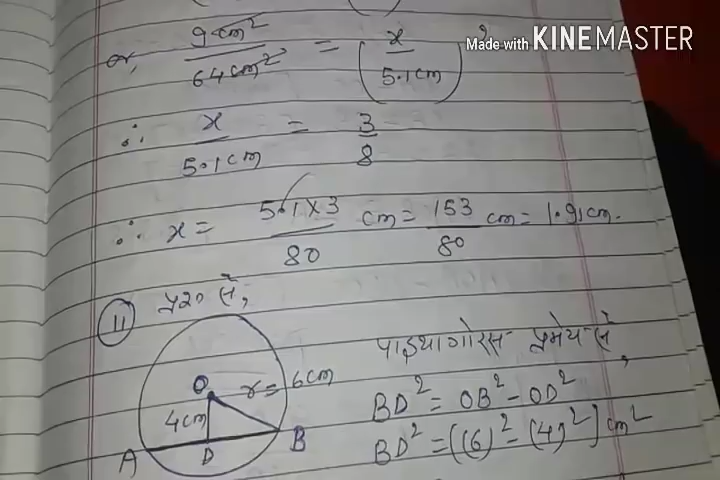 Made with KINEMASTER
or, 9cm² / 64cm² = (x / 5.1cm)²
∴ x / 5.1cm = 3 / 8
∴ x = 5.1×3 / 80 cm = 153 / 80 cm = 1.91cm.
11 प्रश्न से,
पाइथागोरस प्रमेय से,
O r = 6cm
BD² = OB² - OD²
4cm
BD² = [(6)² - (4)²] cm²
A D B